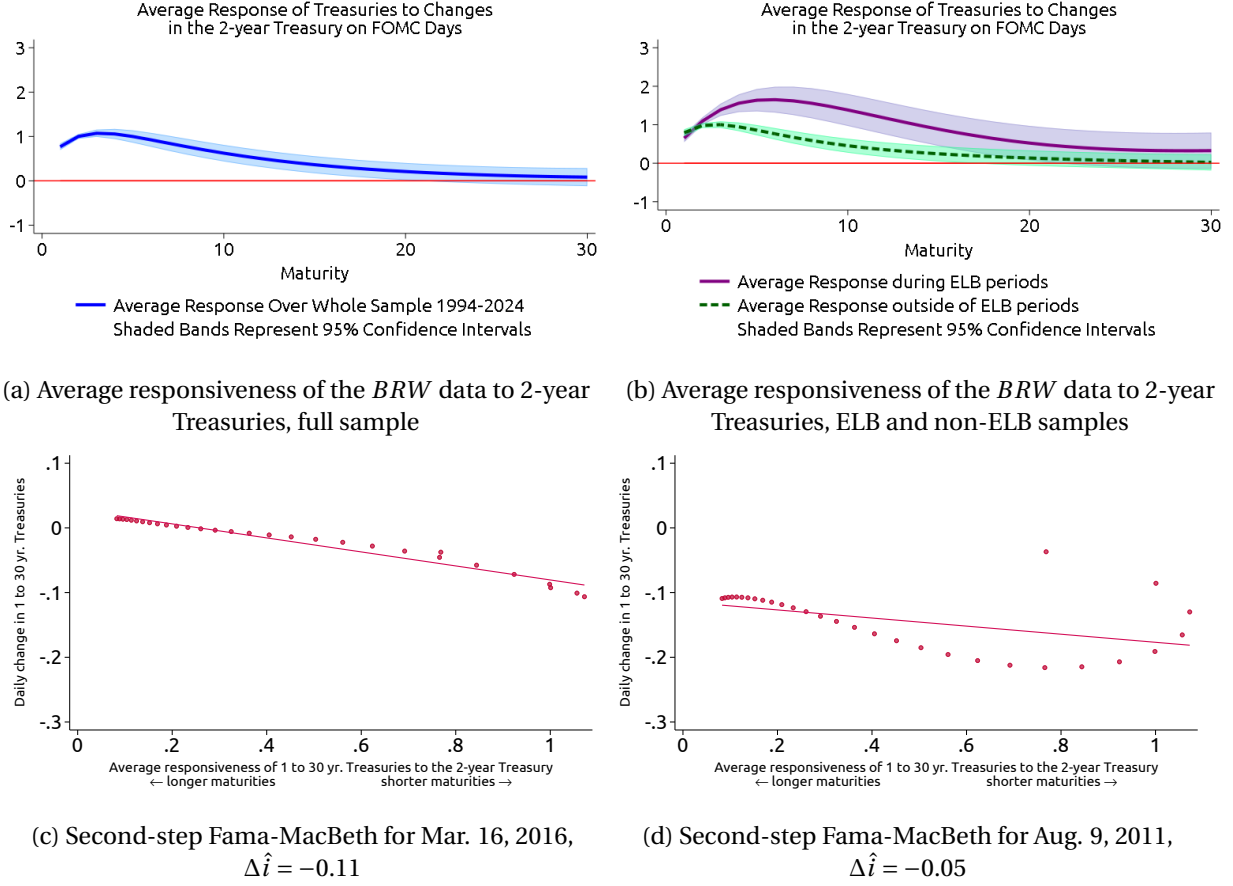 Average Response of Treasuries to Changes
in the 2-year Treasury on FOMC Days
3
2
1
0
-1
0
10
20
30
Maturity
Average Response Over Whole Sample 1994-2024
Shaded Bands Represent 95% Confidence Intervals
(a) Average responsiveness of the BRW data to 2-year
Treasuries, full sample
Average Response of Treasuries to Changes
in the 2-year Treasury on FOMC Days
3
2
1
0
-1
0
10
20
30
Maturity
Average Response during ELB periods
Average Response outside of ELB periods
Shaded Bands Represent 95% Confidence Intervals
(b) Average responsiveness of the BRW data to 2-year
Treasuries, ELB and non-ELB samples
Daily change in 1 to 30 yr. Treasuries
.1
0
-.1
-.2
-.3
0
.2
.4
.6
.8
1
Average responsiveness of 1 to 30 yr. Treasuries to the 2-year Treasury
← longer maturities shorter maturities →
(c) Second-step Fama-MacBeth for Mar. 16, 2016,
Δî = −0.11
Daily change in 1 to 30 yr. Treasuries
.1
0
-.1
-.2
-.3
0
.2
.4
.6
.8
1
Average responsiveness of 1 to 30 yr. Treasuries to the 2-year Treasury
← longer maturities shorter maturities →
(d) Second-step Fama-MacBeth for Aug. 9, 2011,
Δî = −0.05